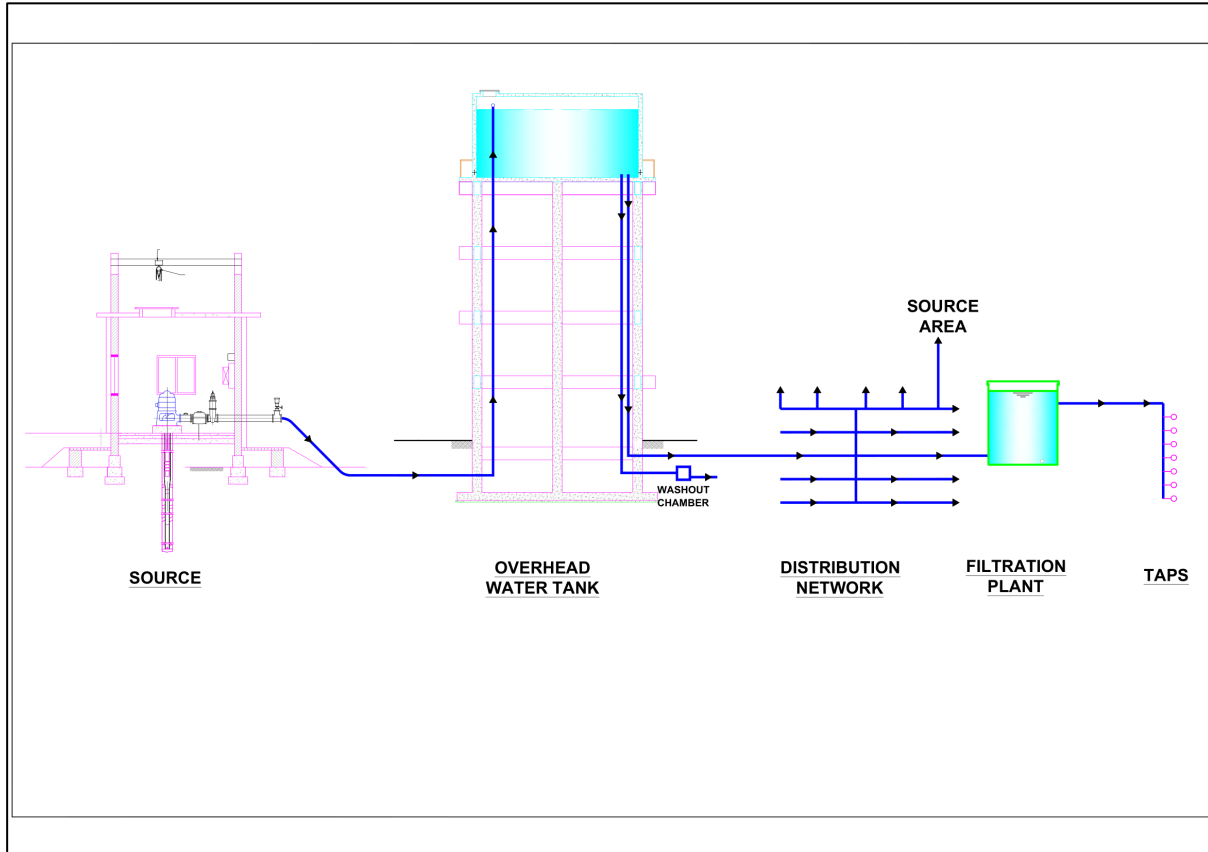 SOURCE
AREA
WASHOUT
CHAMBER
SOURCE
OVERHEAD
WATER TANK
DISTRIBUTION
NETWORK
FILTRATION
PLANT
TAPS